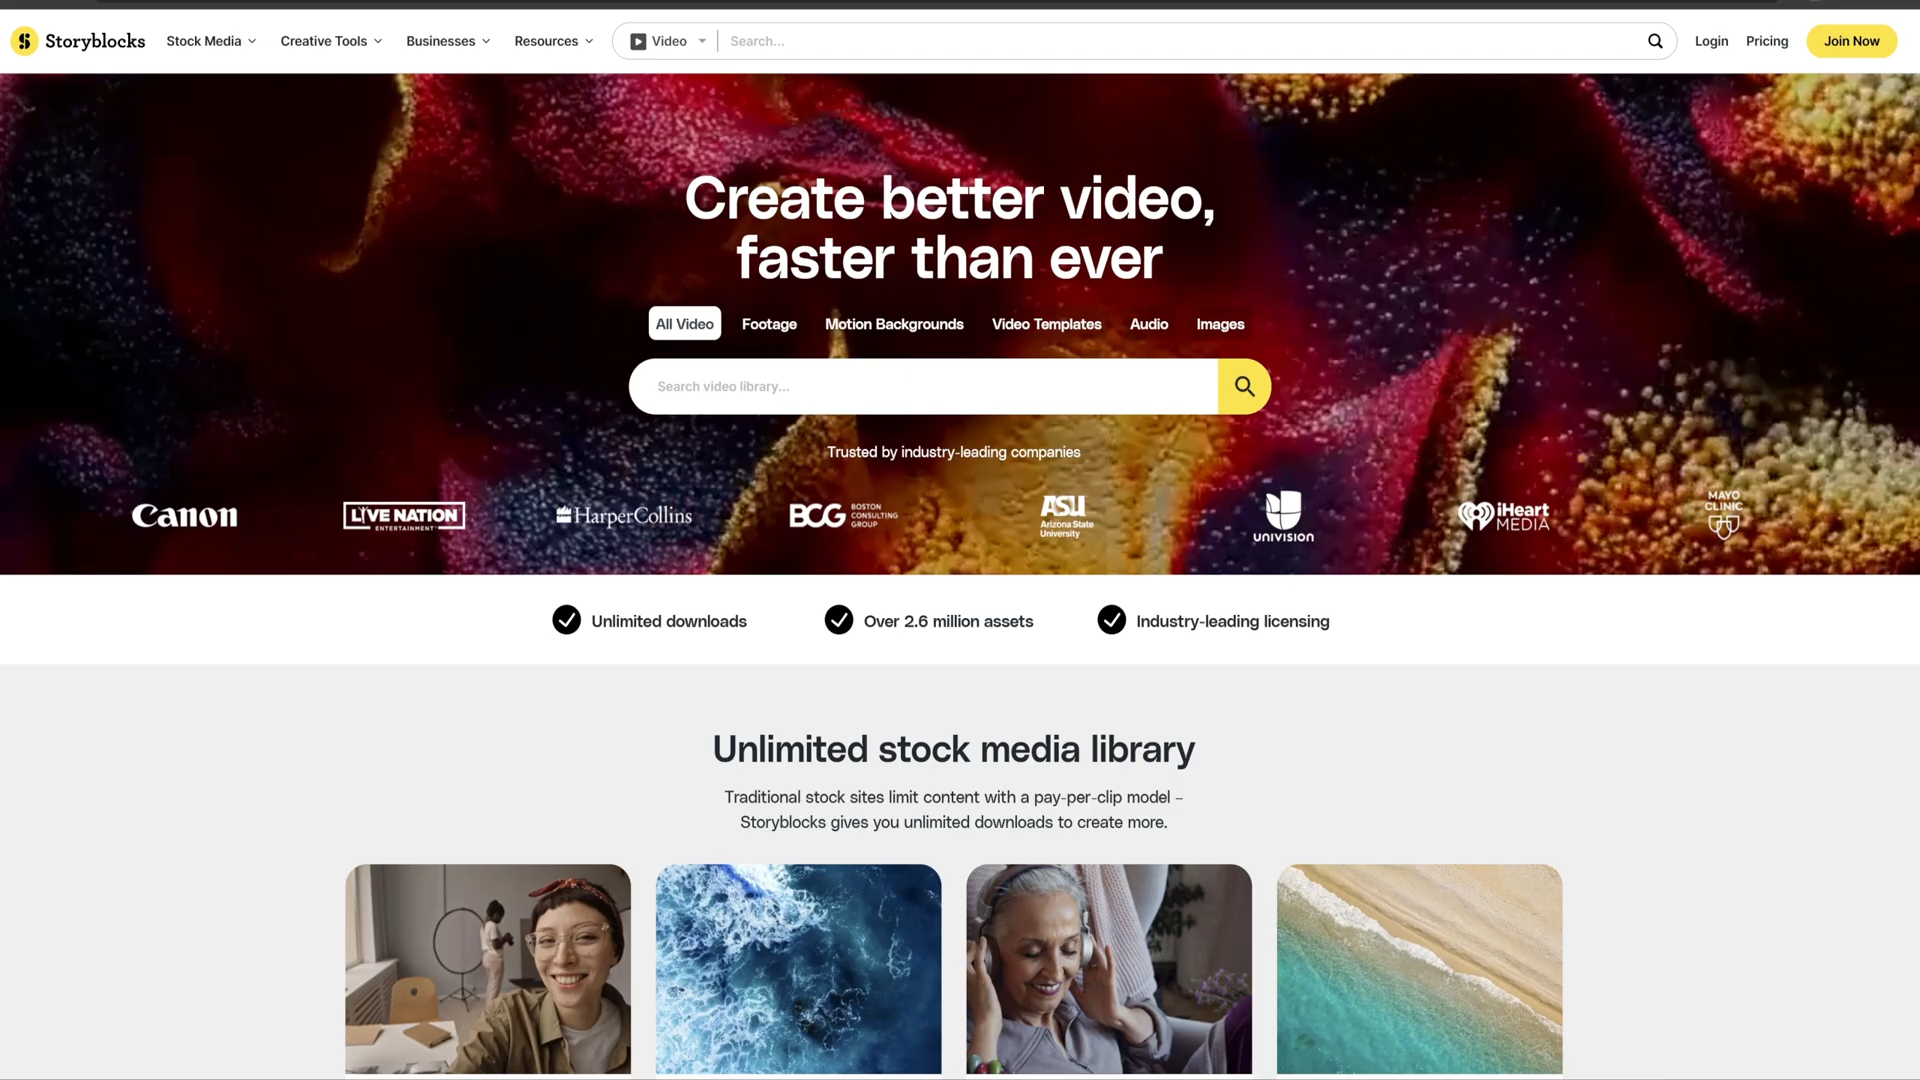 Storyblocks
Stock Media
Creative Tools
Businesses
Resources
Video
Search...
Login
Pricing
Join Now
Create better video,
faster than ever
All Video
Footage
Motion Backgrounds
Video Templates
Audio
Images
Search video library...
Trusted by industry-leading companies
Canon
LIVE NATION
ENTERTAINMENT
HarperCollins
BCG
BOSTON
CONSULTING
GROUP
ASU
Arizona State
University
UNIVISION
iHeart
MEDIA
MAYO
CLINIC
Unlimited downloads
Over 2.6 million assets
Industry-leading licensing
Unlimited stock media library
Traditional stock sites limit content with a pay-per-clip model –
Storyblocks gives you unlimited downloads to create more.